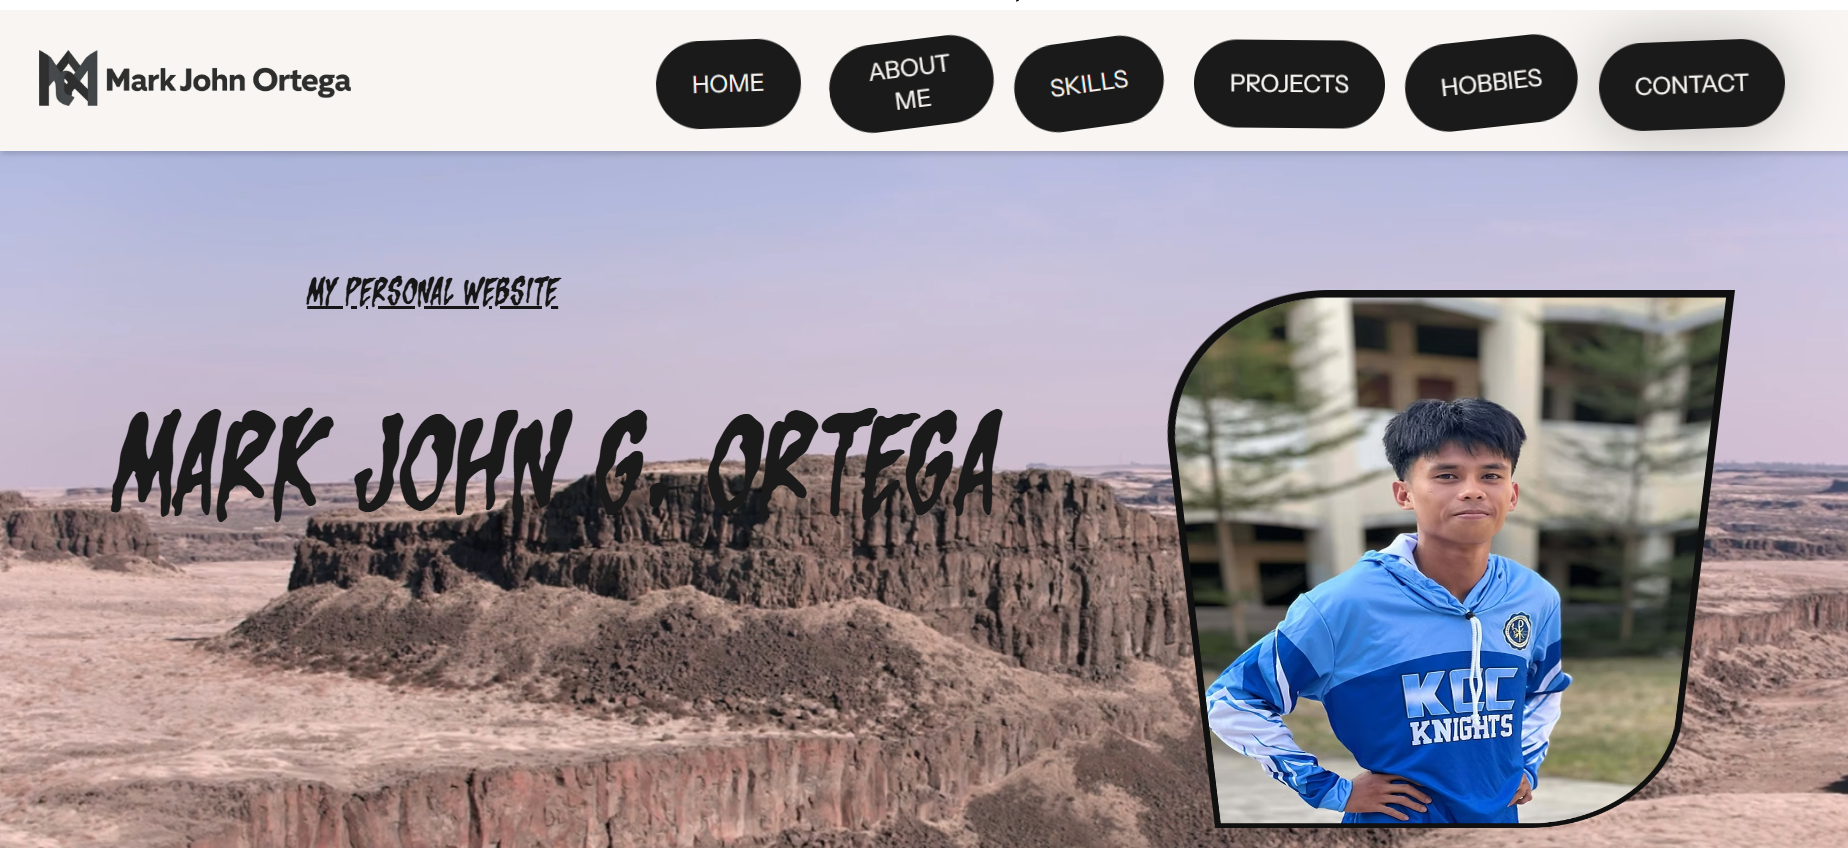 Mark John Ortega
HOME
ABOUT
ME
SKILLS
PROJECTS
HOBBIES
CONTACT
MY PERSONAL WEBSITE
MARK JOHN G. ORTEGA
KCC
KNIGHTS